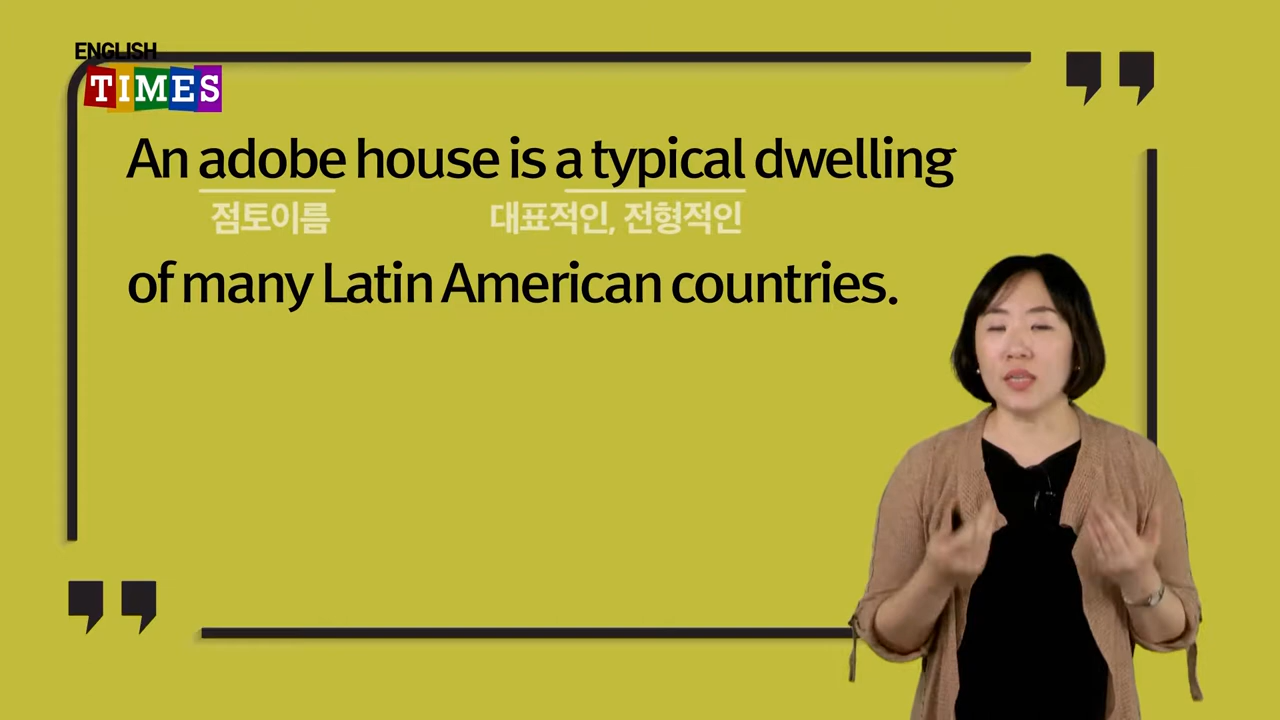 ENGLISH
TIMES
An adobe house is a typical dwelling
점토이름 대표적인, 전형적인
of many Latin American countries.